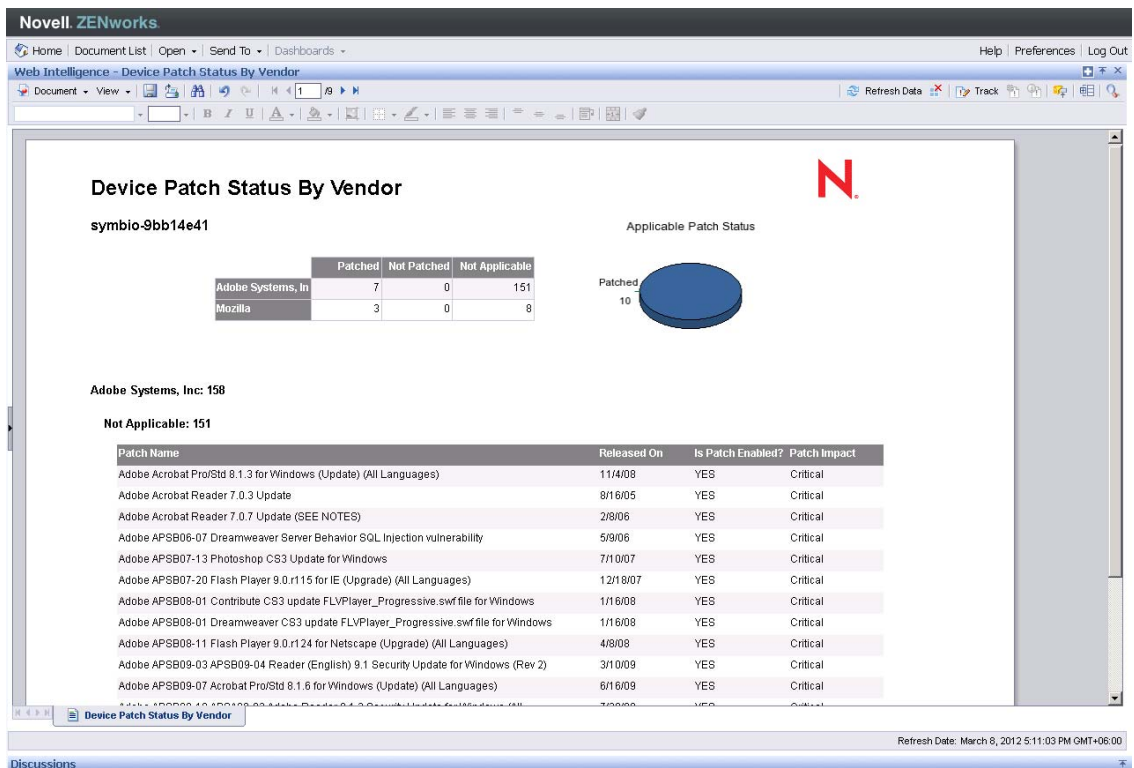 Novell. ZENworks.
Home Document List Open Send To Dashboards Help Preferences Log Out
Web Intelligence - Device Patch Status By Vendor
Document View 1 /9 Refresh Data Track
B I U A
Device Patch Status By Vendor
N
symbio-9bb14e41
Applicable Patch Status
Patched Not Patched Not Applicable
Adobe Systems, In 7 0 151
Mozilla 3 0 8
Patched
10
Adobe Systems, Inc: 158
Not Applicable: 151
Patch Name Released On Is Patch Enabled? Patch Impact
Adobe Acrobat Pro/Std 8.1.3 for Windows (Update) (All Languages) 11/4/08 YES Critical
Adobe Acrobat Reader 7.0.3 Update 8/16/05 YES Critical
Adobe Acrobat Reader 7.0.7 Update (SEE NOTES) 2/8/06 YES Critical
Adobe APSB06-07 Dreamweaver Server Behavior SQL Injection vulnerability 5/9/06 YES Critical
Adobe APSB07-13 Photoshop CS3 Update for Windows 7/10/07 YES Critical
Adobe APSB07-20 Flash Player 9.0.r115 for IE (Upgrade) (All Languages) 12/18/07 YES Critical
Adobe APSB08-01 Contribute CS3 update FLVPlayer_Progressive.swf file for Windows 1/16/08 YES Critical
Adobe APSB08-01 Dreamweaver CS3 update FLVPlayer_Progressive.swf file for Windows 1/16/08 YES Critical
Adobe APSB08-11 Flash Player 9.0.r124 for Netscape (Upgrade) (All Languages) 4/8/08 YES Critical
Adobe APSB09-03 APSB09-04 Reader (English) 9.1 Security Update for Windows (Rev 2) 3/10/09 YES Critical
Adobe APSB09-07 Acrobat Pro/Std 8.1.6 for Windows (Update) (All Languages) 6/16/09 YES Critical
Device Patch Status By Vendor
Refresh Date: March 8, 2012 5:11:03 PM GMT+06:00
Discussions